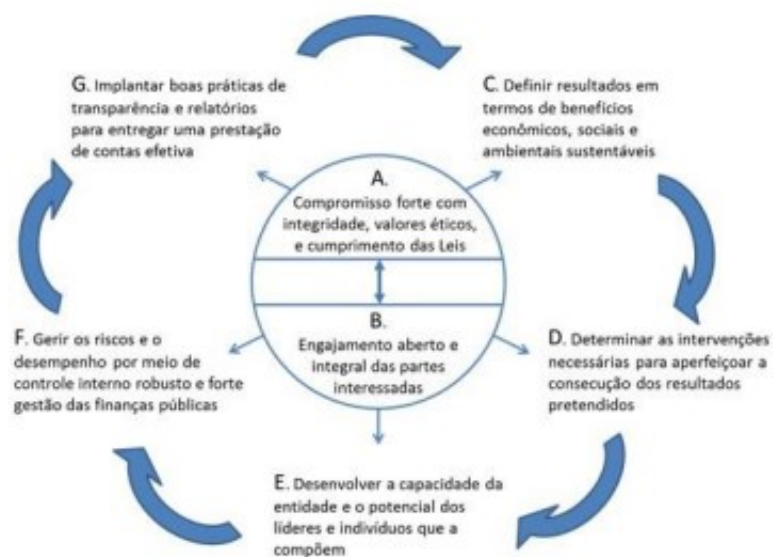 G. Implantar boas práticas de
transparência e relatórios
para entregar uma prestação
de contas efetiva
C. Definir resultados em
termos de benefícios
econômicos, sociais e
ambientais sustentáveis
A.
Compromisso forte com
integridade, valores éticos,
e cumprimento das Leis
B.
Engajamento aberto e
integral das partes
interessadas
F. Gerir os riscos e o
desempenho por meio de
controle interno robusto e forte
gestão das finanças públicas
D. Determinar as intervenções
necessárias para aperfeiçoar a
consecução dos resultados
pretendidos
E. Desenvolver a capacidade da
entidade e o potencial dos
líderes e indivíduos que a
compõem